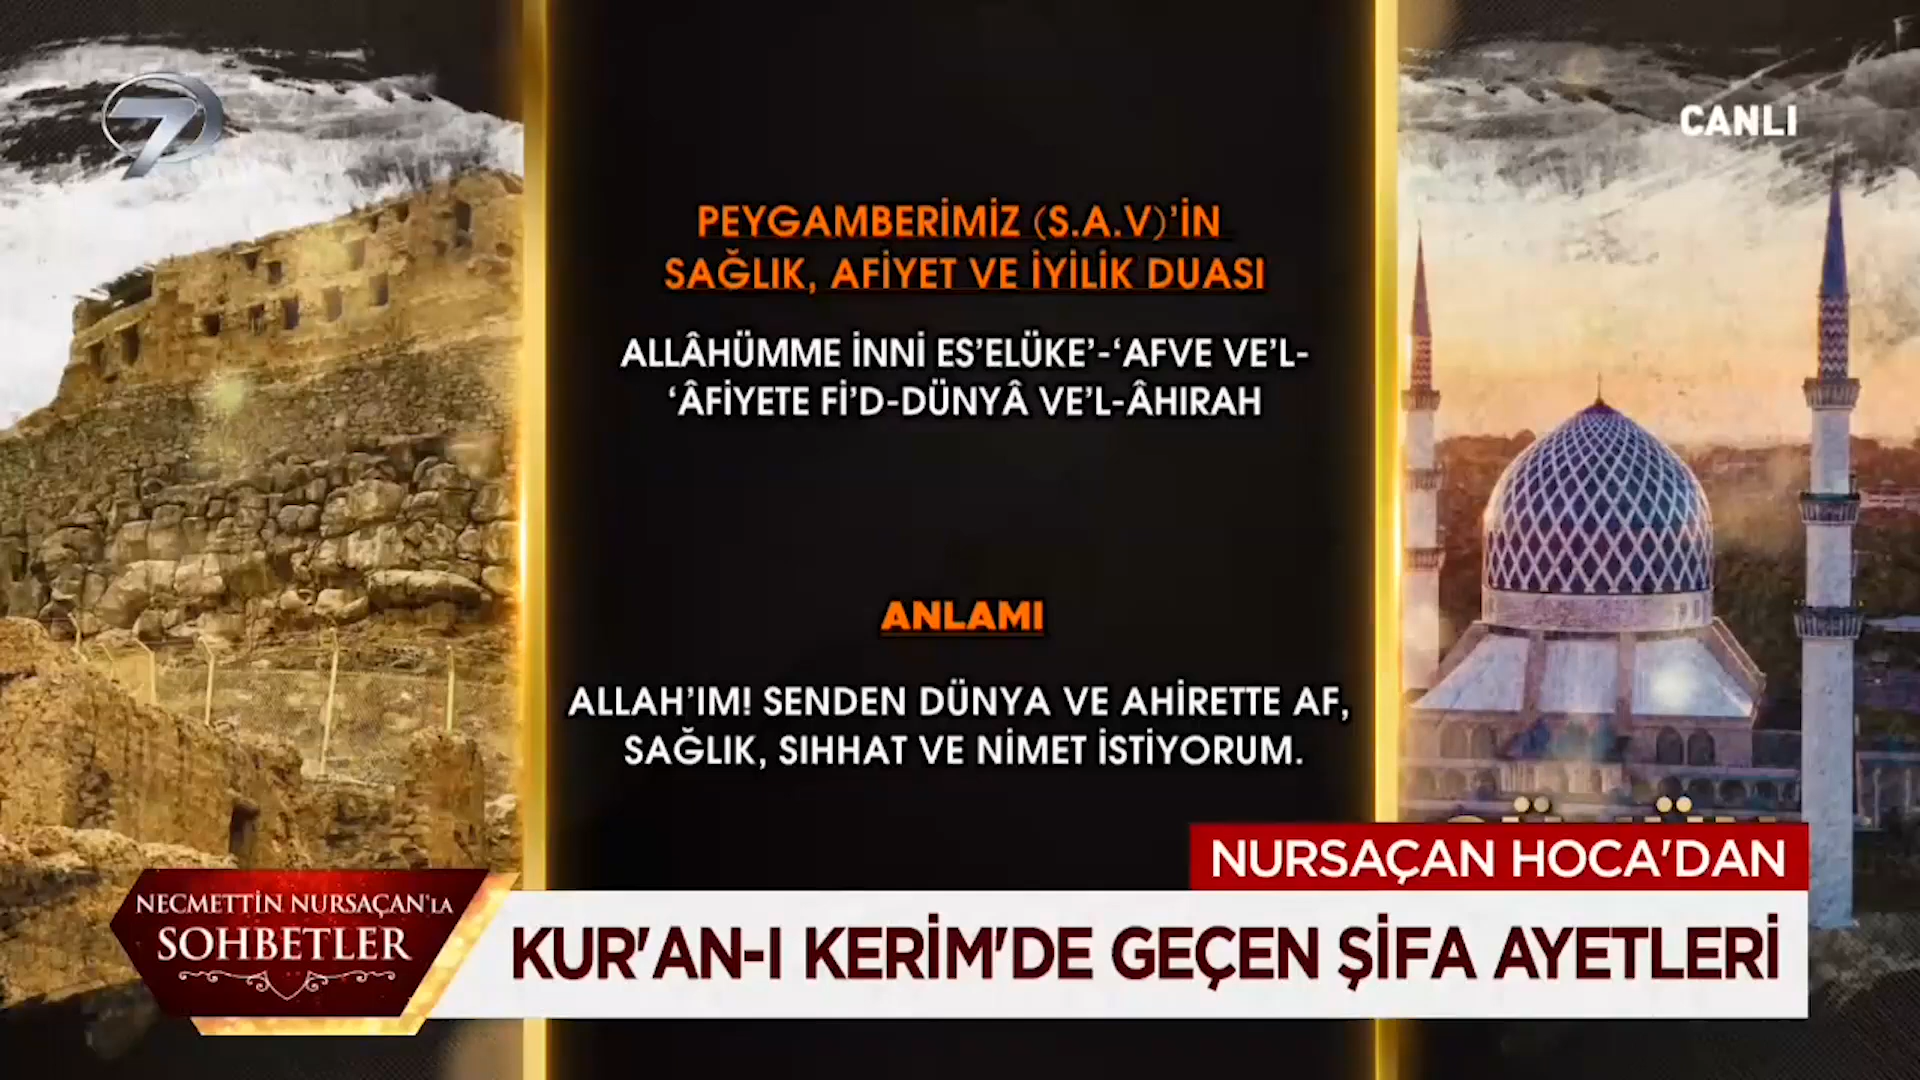 7
CANLI
PEYGAMBERİMİZ (S.A.V)’İN
SAĞLIK, AFİYET VE İYİLİK DUASI
ALLÂHÜMME İNNİ ES’ELÜKE’-‘AFVE VE’L-
‘ÂFİYETE Fİ’D-DÜNYÂ VE’L-ÂHIRAH
ANLAMI
ALLAH’IM! SENDEN DÜNYA VE AHİRETTE AF,
SAĞLIK, SIHHAT VE NİMET İSTİYORUM.
NURSAÇAN HOCA'DAN
NECMETTİN NURSAÇAN'LA
SOHBETLER
KUR'AN-I KERİM'DE GEÇEN ŞİFA AYETLERİ